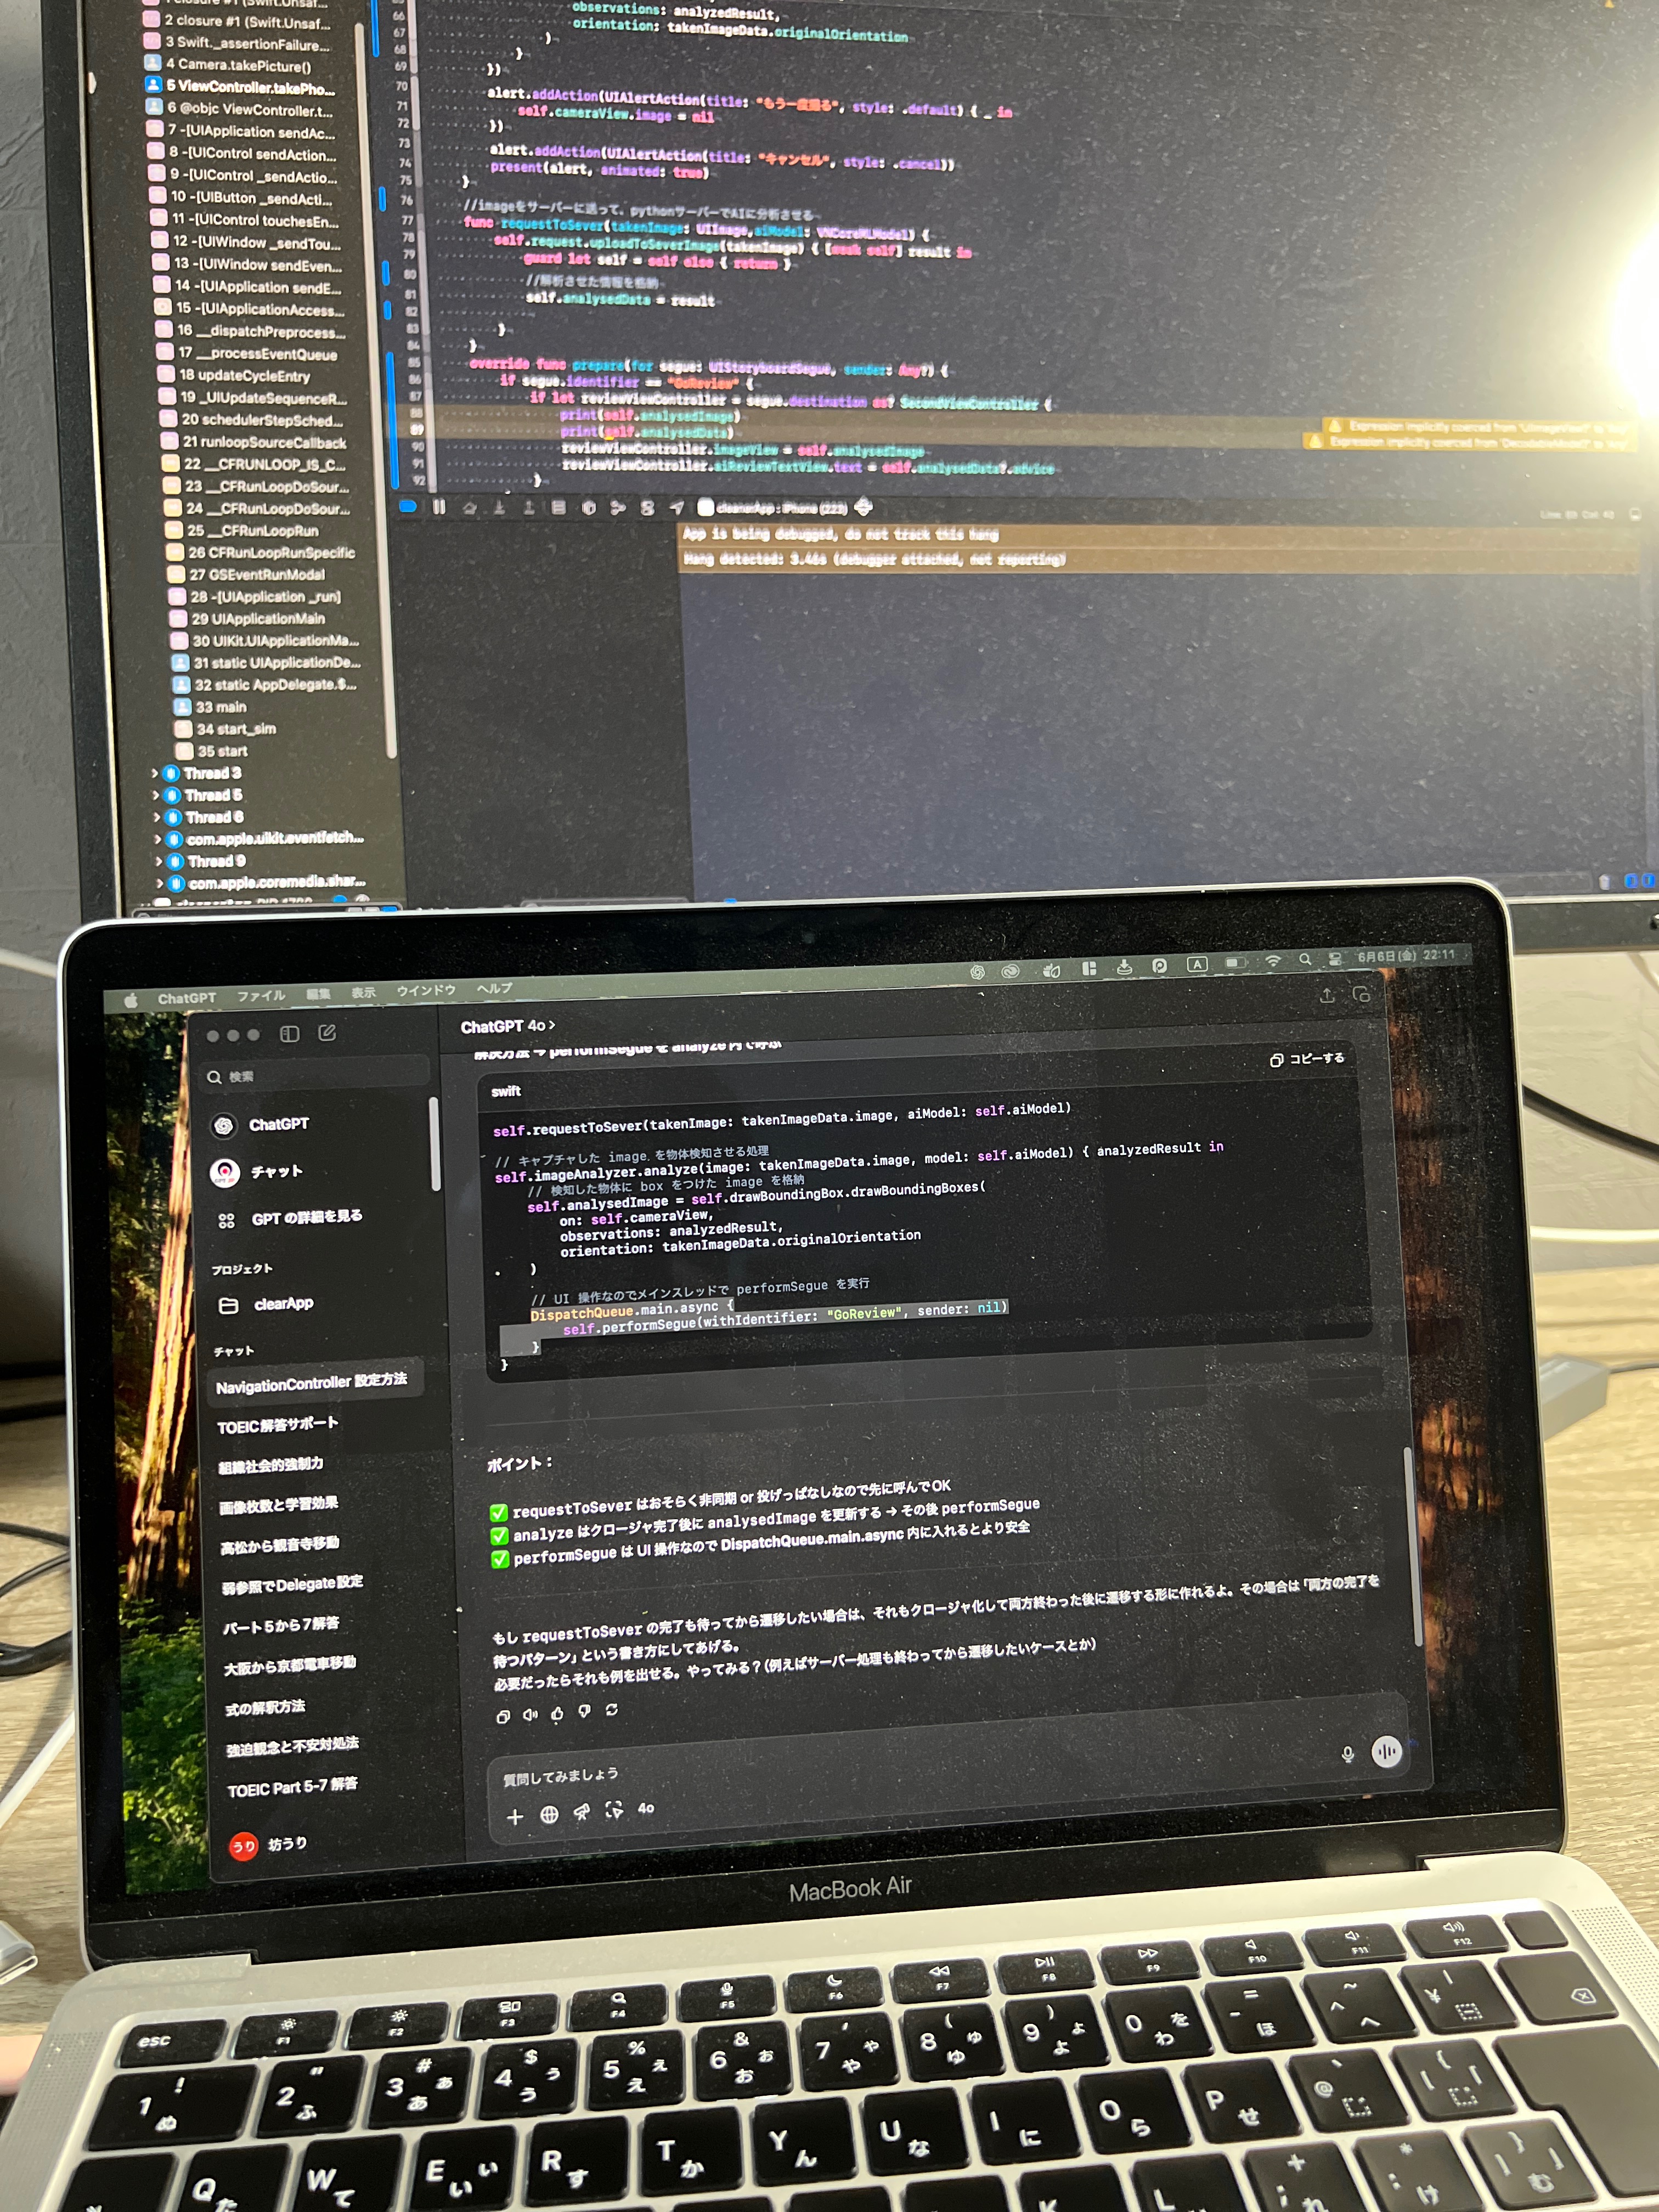 1 closure #1 (Swift.Unsaf...
2 closure #1 (Swift.Unsaf...
3 Swift._assertionFailure...
4 Camera.takePicture()
5 ViewController.takePho...
6 @objc ViewController.t...
7 -[UIApplication sendAc...
8 -[UIControl sendAction...
9 -[UIControl _sendActio...
10 -[UIButton _sendActi...
11 -[UIControl touchesEn...
12 -[UIWindow _sendTou...
13 -[UIWindow sendEven...
14 -[UIApplication sendE...
15 -[UIApplicationAccess...
16 __dispatchPreprocess...
17 __processEventQueue
18 updateCycleEntry
19 _UIUpdateSequenceR...
20 schedulerStepSched...
21 runloopSourceCallback
22 __CFRUNLOOP_IS_C...
23 __CFRunLoopDoSour...
24 __CFRunLoopDoSour...
25 __CFRunLoopRun
26 CFRunLoopRunSpecific
27 GSEventRunModal
28 -[UIApplication _run]
29 UIApplicationMain
30 UIKit.UIApplicationMa...
31 static UIApplicationDe...
32 static AppDelegate.$...
33 main
34 start_sim
35 start
Thread 3
Thread 5
Thread 6
com.apple.uikit.eventfetch...
Thread 9
com.apple.coremedia.shar...
66 observations: analyzedResult,
67 orientation: takenImageData.originalOrientation
68 )
69 }
})
70
71 alert.addAction(UIAlertAction(title: "もう一度撮る", style: .default) { _ in
72 self.cameraView.image = nil
73 })
74 alert.addAction(UIAlertAction(title: "キャンセル", style: .cancel))
75 present(alert, animated: true)
76 }
77 //imageをサーバーに送って、pythonサーバーでAIに分析させる
78 func requestToSever(takenImage: UIImage,aiModel: VNCoreMLModel) {
79 self.request.uploadToSeverImage(takenImage) { [weak self] result in
80 guard let self = self else { return }
81 //解析させた情報を格納
82 self.analysedData = result
83
84 }
85 }
86 override func prepare(for segue: UIStoryboardSegue, sender: Any?) {
87 if segue.identifier == "GoReview" {
88 if let reviewViewController = segue.destination as? SecondViewController {
89 print(self.analysedImage)
90 print(self.analysedData)
91 reviewViewController.imageView = self.analysedImage
92 reviewViewController.aiReviewTextView.text = self.analysedData?.advice
}
Expression implicitly coerced from 'UIImageView?' to 'Any'
Expression implicitly coerced from 'DecodableModel?' to 'Any'
cleanerApp : iPhone (222)
App is being debugged, do not track this hang
Hang detected: 3.46s (debugger attached, not reporting)
ChatGPT ファイル 編集 表示 ウインドウ ヘルプ
A 6月6日(金) 22:11
検索
ChatGPT
チャット
GPT の詳細を見る
プロジェクト
clearApp
チャット
NavigationController 設定方法
TOEIC解答サポート
組織社会的強制力
画像枚数と学習効果
高松から観音寺移動
弱参照でDelegate設定
パート5から7解答
大阪から京都電車移動
式の解釈方法
強迫観念と不安対処法
TOEIC Part 5-7 解答
うり 坊うり
ChatGPT 4o >
解決方法 → performSegue を analyze 内で呼ぶ
swift
コピーする
self.requestToSever(takenImage: takenImageData.image, aiModel: self.aiModel)
// キャプチャした image を物体検知させる処理
self.imageAnalyzer.analyze(image: takenImageData.image, model: self.aiModel) { analyzedResult in
// 検知した物体に box をつけた image を格納
self.analysedImage = self.drawBoundingBox.drawBoundingBoxes(
on: self.cameraView,
observations: analyzedResult,
orientation: takenImageData.originalOrientation
)
// UI 操作なのでメインスレッドで performSegue を実行
DispatchQueue.main.async {
self.performSegue(withIdentifier: "GoReview", sender: nil)
}
}
ポイント：
✅ requestToSever はおそらく非同期 or 投げっぱなしなので先に呼んでOK
✅ analyze はクロージャ完了後に analysedImage を更新する → その後 performSegue
✅ performSegue は UI 操作なので DispatchQueue.main.async 内に入れるとより安全
もし requestToSever の完了も待ってから遷移したい場合は、それもクロージャ化して両方終わった後に遷移する形に作れるよ。その場合は「両方の完了を
待つパターン」という書き方にしてあげる。
必要だったらそれも例を出せる。やってみる？(例えばサーバー処理も終わってから遷移したいケースとか)
質問してみましょう
4o
MacBook Air
esc F1 F2 F3 F4 F5 F6 F7 F8 F9 F10 F11 F12
! 1 ぬ " 2 ふ # 3 ぁ あ $ 4 ぅ う % 5 ぇ え & 6 ぉ お ' 7 ゃ や ( 8 ゅ ゆ ) 9 ょ よ 0 を わ = - ほ ~ ^ へ | ¥
Q た W て E ぃ い R す T か Y ん U な I に O ら P せ ` @ { [
K L + ; れ * : け } ] む